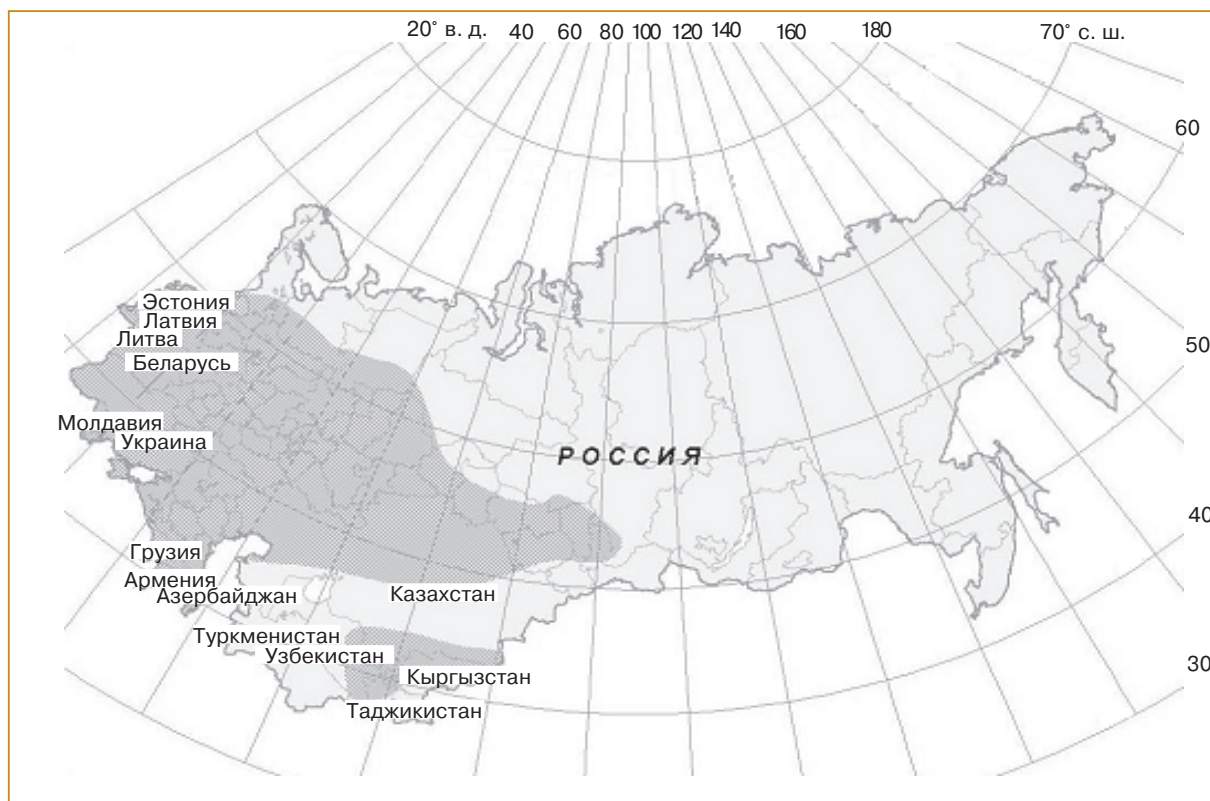 20° в. д. 40 60 80 100 120 140 160 180 70° с. ш.
60
Эстония
Латвия
Литва
50
Беларусь
Молдавия
Украина
РОССИЯ
40
Грузия
Армения
Азербайджан
Казахстан
Туркменистан
Узбекистан
30
Кыргызстан
Таджикистан